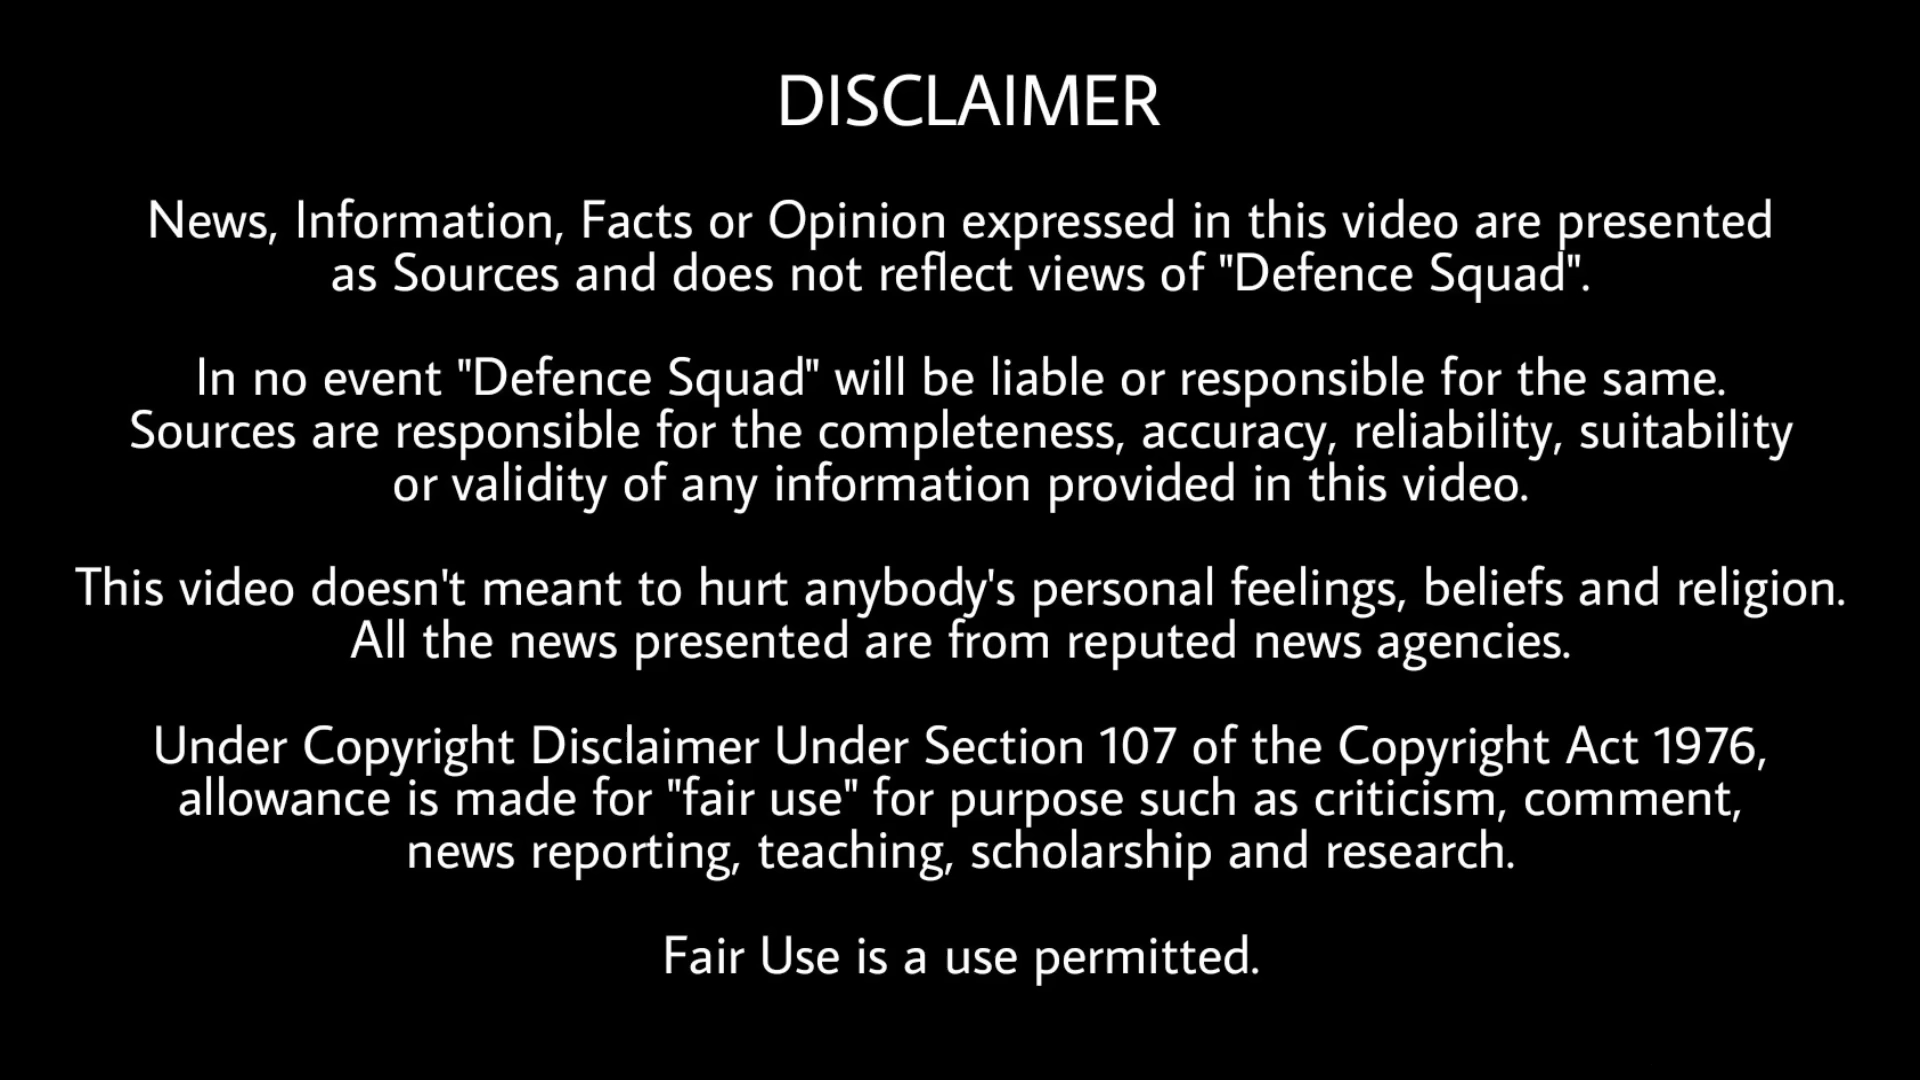 DISCLAIMER
News, Information, Facts or Opinion expressed in this video are presented
as Sources and does not reflect views of "Defence Squad".
In no event "Defence Squad" will be liable or responsible for the same.
Sources are responsible for the completeness, accuracy, reliability, suitability
or validity of any information provided in this video.
This video doesn't meant to hurt anybody's personal feelings, beliefs and religion.
All the news presented are from reputed news agencies.
Under Copyright Disclaimer Under Section 107 of the Copyright Act 1976,
allowance is made for "fair use" for purpose such as criticism, comment,
news reporting, teaching, scholarship and research.
Fair Use is a use permitted.